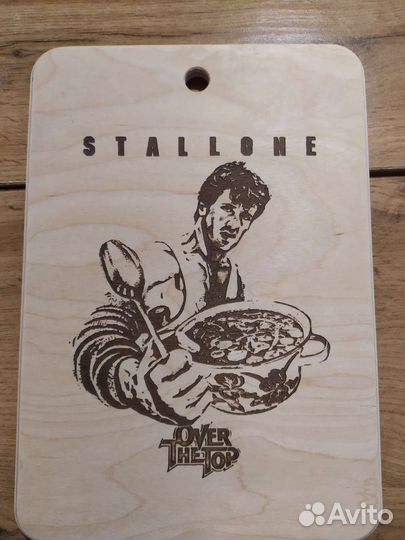 STALLONE
OVER
THE TOP
Avito